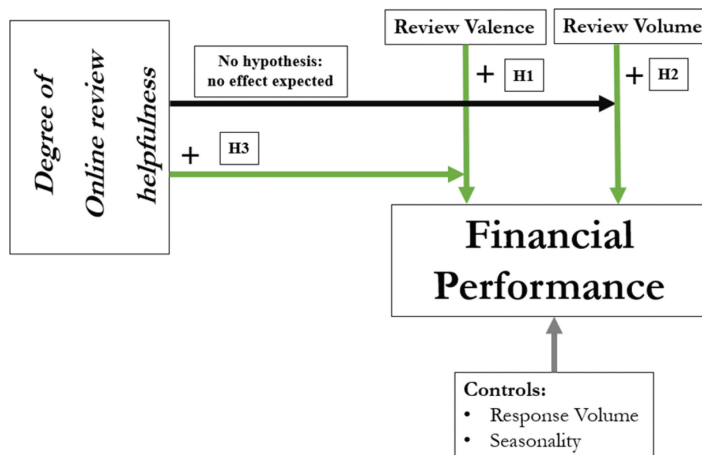 Review Valence
Review Volume
No hypothesis:
no effect expected
+ H1
+ H2
Degree of
Online review
helpfulness
+ H3
Financial
Performance
Controls:
• Response Volume
• Seasonality